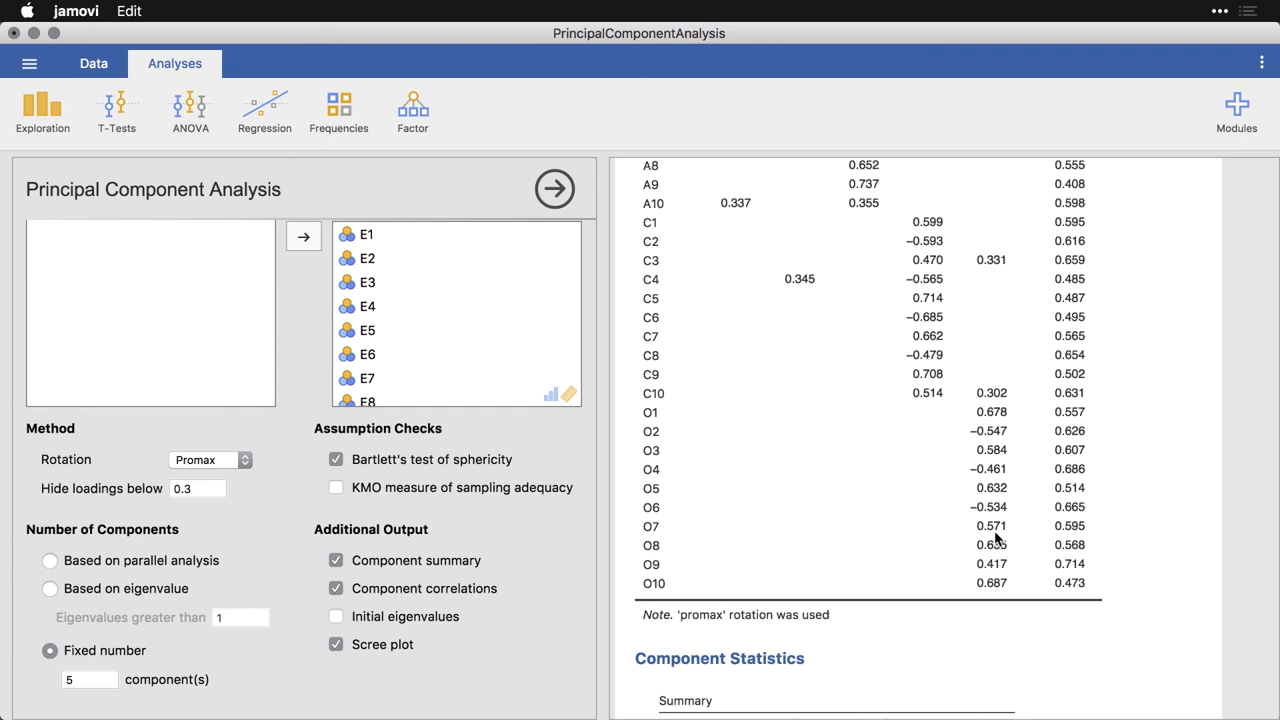 jamovi Edit
PrincipalComponentAnalysis
Data Analyses
Exploration T-Tests ANOVA Regression Frequencies Factor Modules
Principal Component Analysis
E1
E2
E3
E4
E5
E6
E7
E8
Method
Rotation Promax
Hide loadings below 0.3
Number of Components
Based on parallel analysis
Based on eigenvalue
Eigenvalues greater than 1
Fixed number
5 component(s)
Assumption Checks
Bartlett's test of sphericity
KMO measure of sampling adequacy
Additional Output
Component summary
Component correlations
Initial eigenvalues
Scree plot
A8 0.652 0.555
A9 0.737 0.408
A10 0.337 0.355 0.598
C1 0.599 0.595
C2 −0.593 0.616
C3 0.470 0.331 0.659
C4 0.345 −0.565 0.485
C5 0.714 0.487
C6 −0.685 0.495
C7 0.662 0.565
C8 −0.479 0.654
C9 0.708 0.502
C10 0.514 0.302 0.631
O1 0.678 0.557
O2 −0.547 0.626
O3 0.584 0.607
O4 −0.461 0.686
O5 0.632 0.514
O6 −0.534 0.665
O7 0.571 0.595
O8 0.568
O9 0.417 0.714
O10 0.687 0.473
Note. 'promax' rotation was used
Component Statistics
Summary